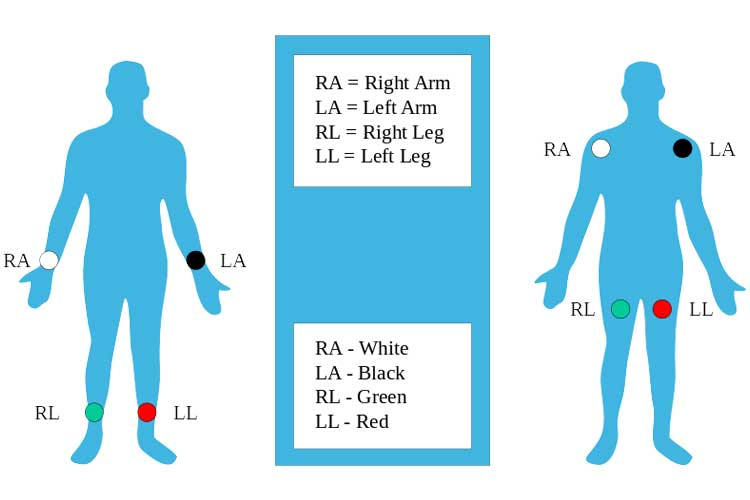 RA = Right Arm
LA = Left Arm
RL = Right Leg
LL = Left Leg
RA
LA
RA
LA
RL
LL
RA - White
LA - Black
RL - Green
LL - Red
RL
LL